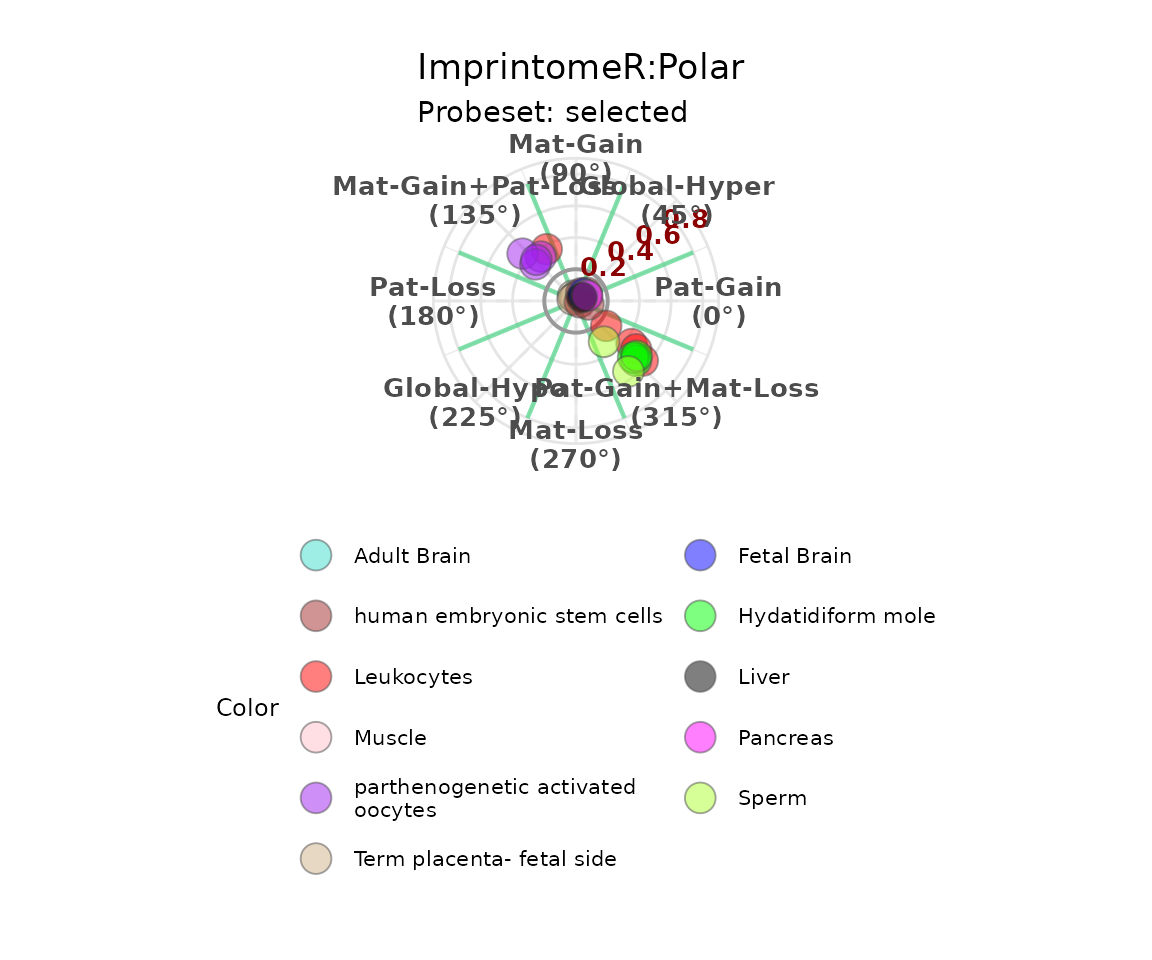 ImprintomeR:Polar
Probeset: selected
Mat-Gain
(90°)
Mat-Gain+Pat-Loss
(135°)
Global-Hyper
(45°)
0.8
0.6
0.4
0.2
Pat-Loss
(180°)
Pat-Gain
(0°)
Global-Hypo
(225°)
Pat-Gain+Mat-Loss
(315°)
Mat-Loss
(270°)
Color
Adult Brain
Fetal Brain
human embryonic stem cells
Hydatidiform mole
Leukocytes
Liver
Muscle
Pancreas
parthenogenetic activated
oocytes
Sperm
Term placenta- fetal side